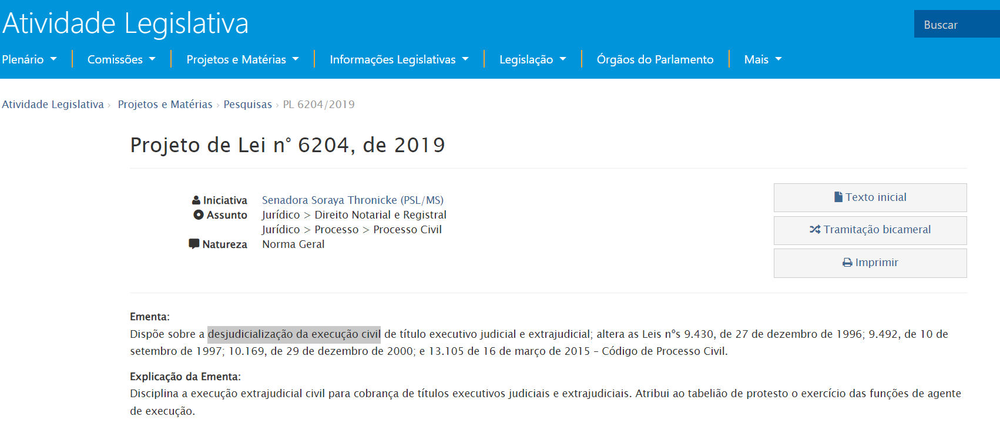 Atividade Legislativa
Buscar
Plenário
Comissões
Projetos e Matérias
Informações Legislativas
Legislação
Órgãos do Parlamento
Mais
Atividade Legislativa › Projetos e Matérias › Pesquisas › PL 6204/2019
Projeto de Lei n° 6204, de 2019
Iniciativa Senadora Soraya Thronicke (PSL/MS)
Assunto Jurídico > Direito Notarial e Registral
Jurídico > Processo > Processo Civil
Natureza Norma Geral
Texto inicial
Tramitação bicameral
Imprimir
Ementa:
Dispõe sobre a desjudicialização da execução civil de título executivo judicial e extrajudicial; altera as Leis nºs 9.430, de 27 de dezembro de 1996; 9.492, de 10 de
setembro de 1997; 10.169, de 29 de dezembro de 2000; e 13.105 de 16 de março de 2015 – Código de Processo Civil.
Explicação da Ementa:
Disciplina a execução extrajudicial civil para cobrança de títulos executivos judiciais e extrajudiciais. Atribui ao tabelião de protesto o exercício das funções de agente
de execução.